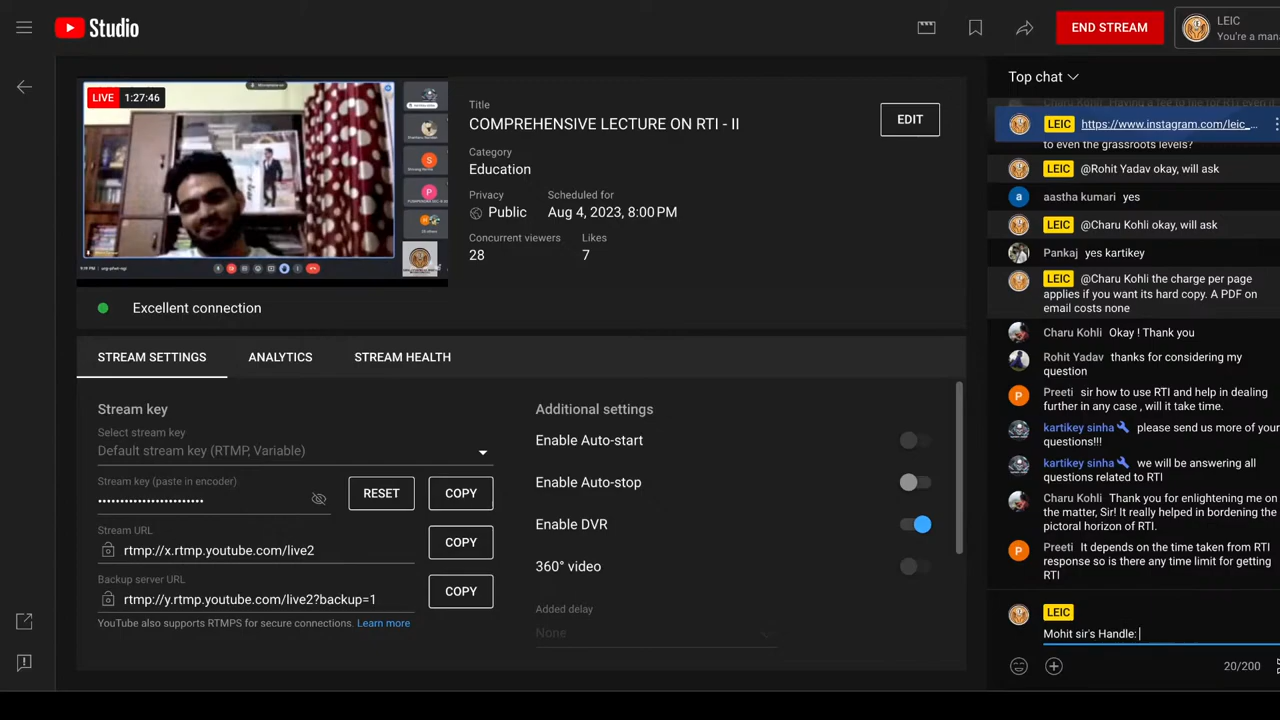 Studio
END STREAM
LEIC
You're a mana
LIVE 1:27:46
Title
COMPREHENSIVE LECTURE ON RTI - II
EDIT
Category
Education
Privacy
Scheduled for
Public
Aug 4, 2023, 8:00 PM
Concurrent viewers
Likes
28
7
Excellent connection
STREAM SETTINGS
ANALYTICS
STREAM HEALTH
Stream key
Select stream key
Default stream key (RTMP, Variable)
Stream key (paste in encoder)
••••••••••••••••••••••••
RESET
COPY
Stream URL
rtmp://x.rtmp.youtube.com/live2
COPY
Backup server URL
rtmp://y.rtmp.youtube.com/live2?backup=1
COPY
YouTube also supports RTMPS for secure connections. Learn more
Additional settings
Enable Auto-start
Enable Auto-stop
Enable DVR
360° video
Added delay
None
Top chat
LEIC https://www.instagram.com/leic_...
to even the grassroots levels?
LEIC @Rohit Yadav okay, will ask
a aastha kumari yes
LEIC @Charu Kohli okay, will ask
Pankaj yes kartikey
LEIC @Charu Kohli the charge per page
applies if you want its hard copy. A PDF on
email costs none
Charu Kohli Okay ! Thank you
Rohit Yadav thanks for considering my
question
P Preeti sir how to use RTI and help in dealing
further in any case , will it take time.
kartikey sinha please send us more of your
questions!!!
kartikey sinha we will be answering all
questions related to RTI
Charu Kohli Thank you for enlightening me on
the matter, Sir! It really helped in bordening the
pictoral horizon of RTI.
P Preeti It depends on the time taken from RTI
response so is there any time limit for getting
RTI
LEIC
Mohit sir's Handle:
20/200